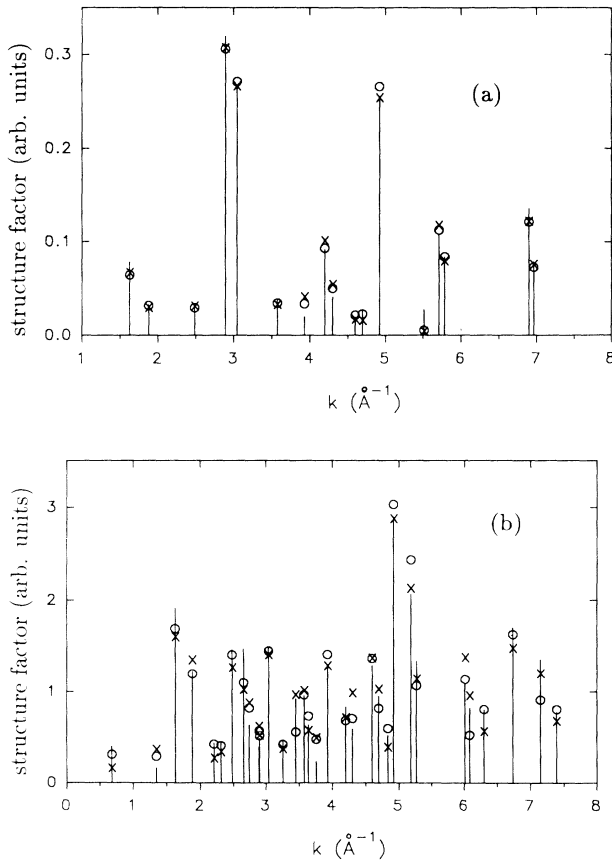 structure factor (arb. units)
0.3
0.2
0.1
0.0
(a)
1 2 3 4 5 6 7 8
k (Å⁻¹)
structure factor (arb. units)
3
2
1
0
(b)
0 1 2 3 4 5 6 7 8
k (Å⁻¹)